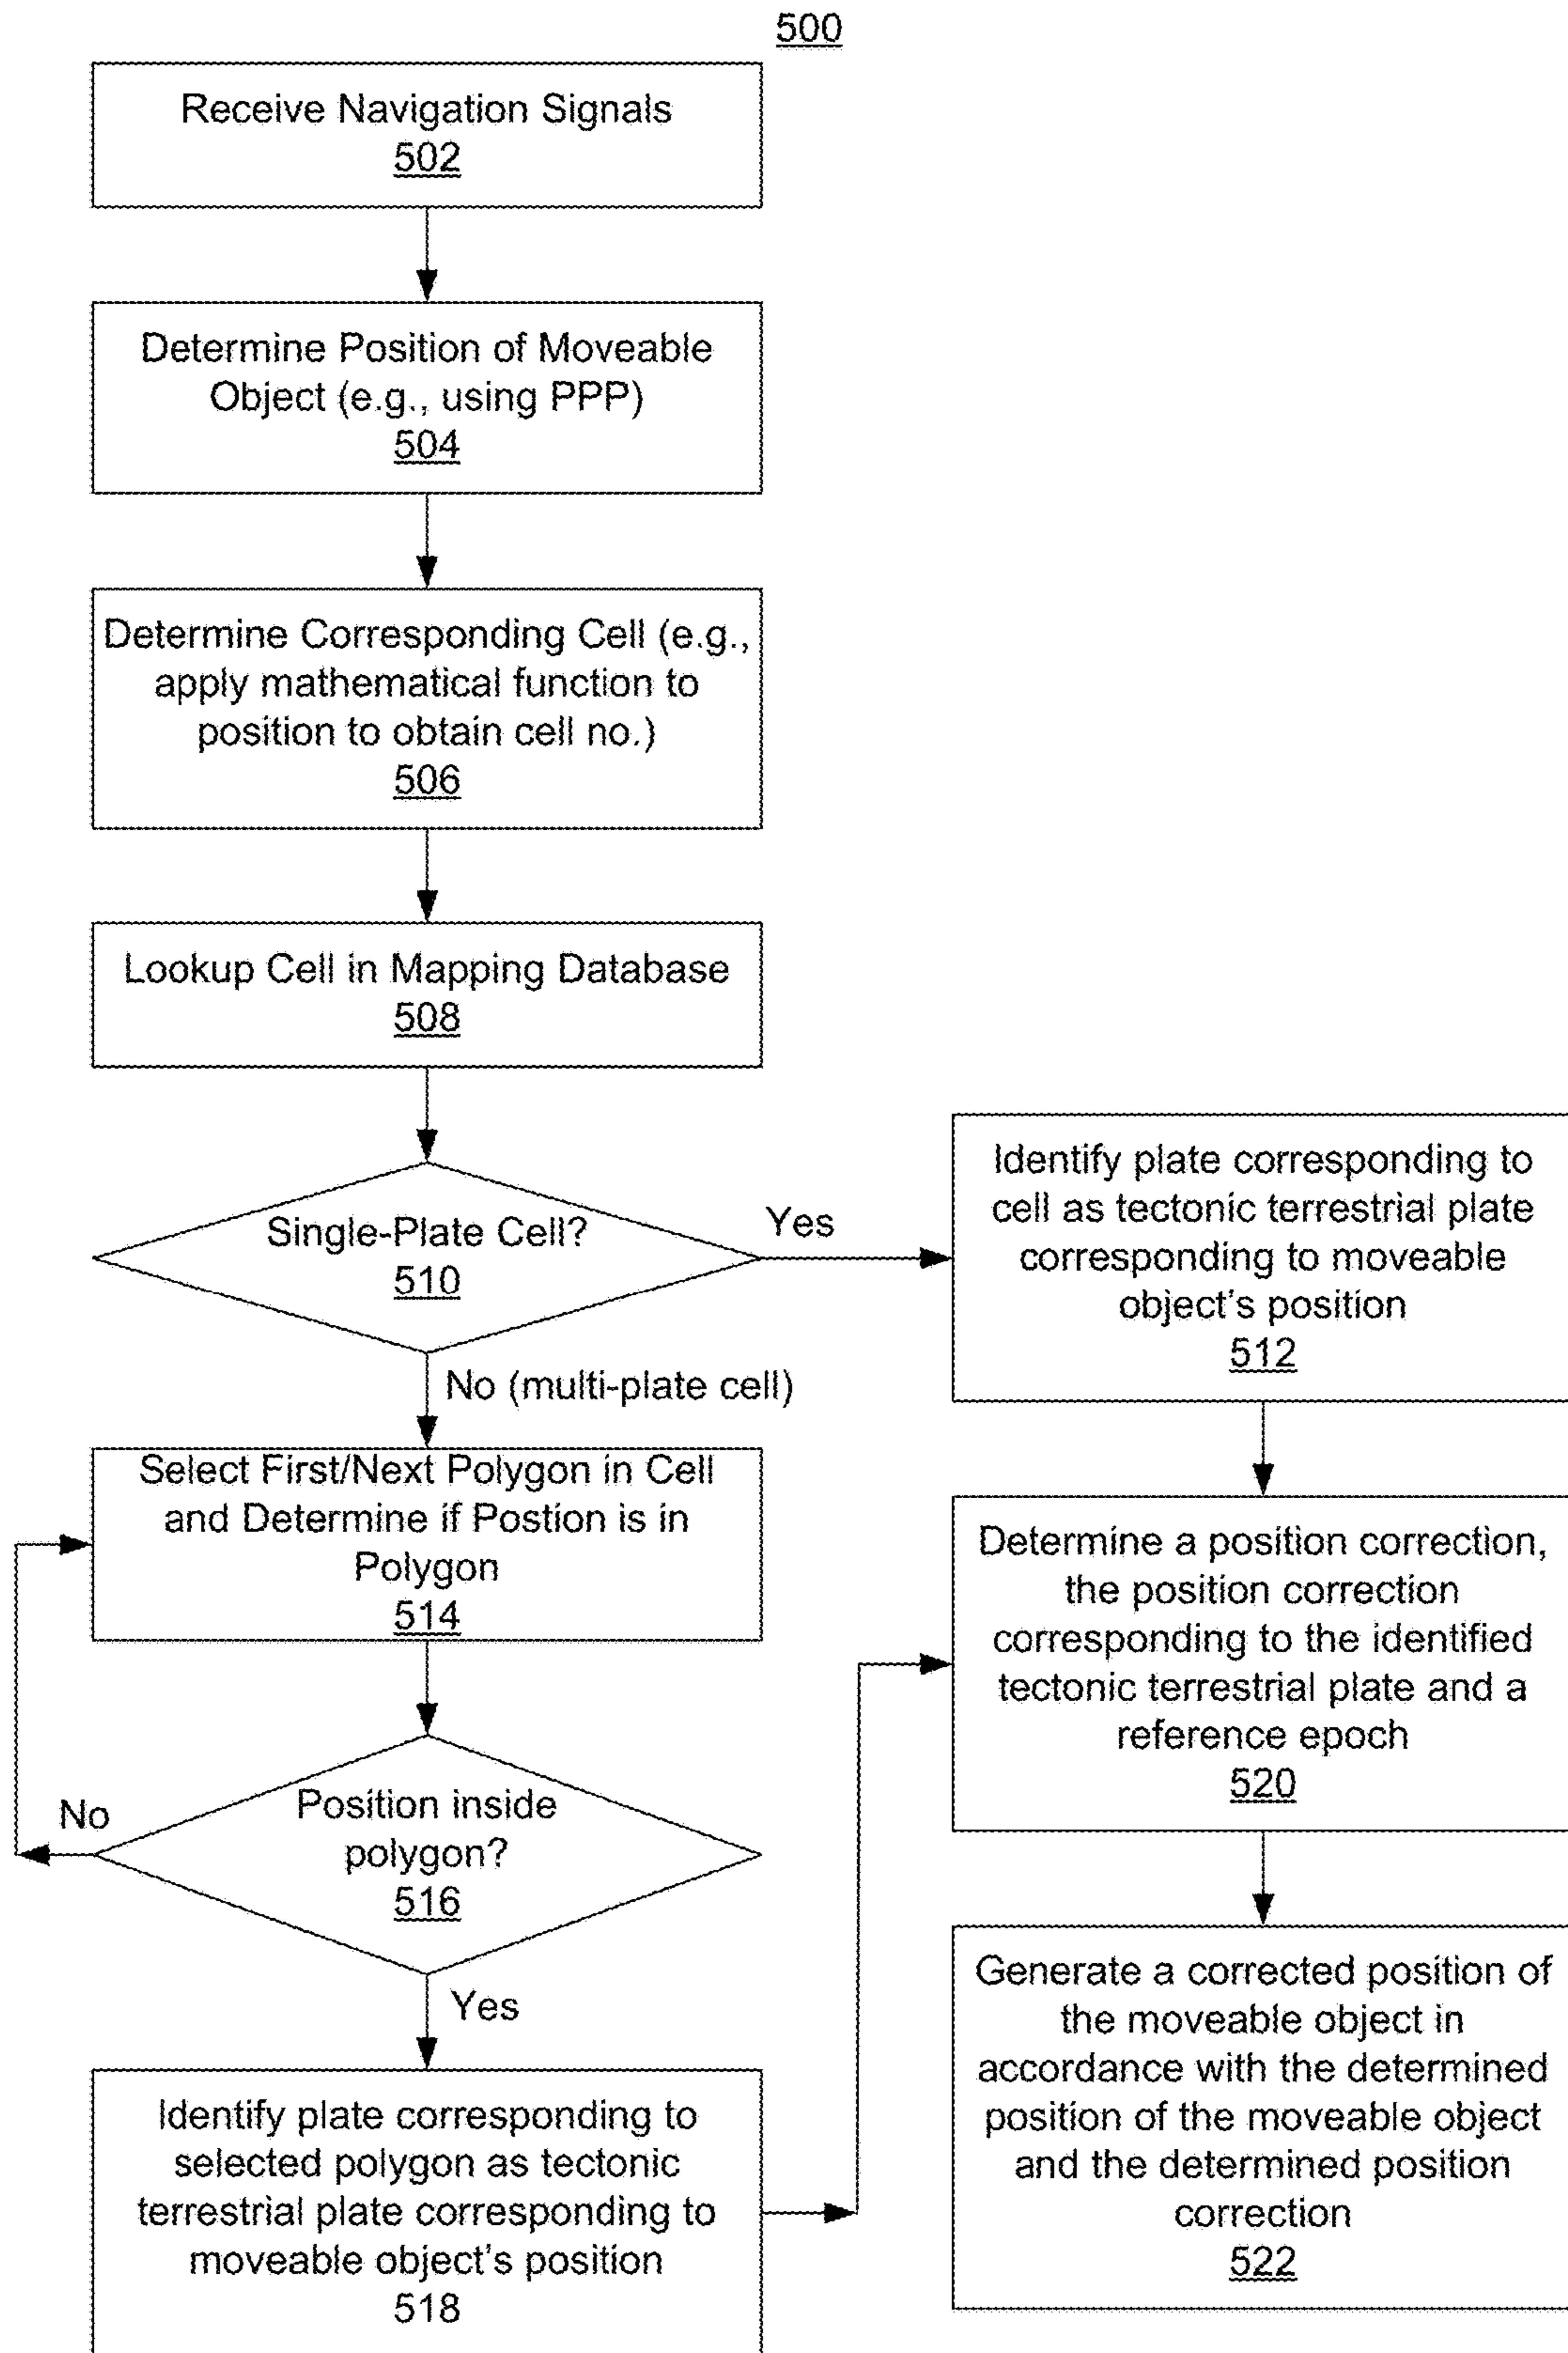 500
Receive Navigation Signals
502
Determine Position of Moveable
Object (e.g., using PPP)
504
Determine Corresponding Cell (e.g.,
apply mathematical function to
position to obtain cell no.)
506
Lookup Cell in Mapping Database
508
Single-Plate Cell?
510
Yes
No (multi-plate cell)
Identify plate corresponding to
cell as tectonic terrestrial plate
corresponding to moveable
object's position
512
Select First/Next Polygon in Cell
and Determine if Postion is in
Polygon
514
Position inside
polygon?
516
No
Yes
Identify plate corresponding to
selected polygon as tectonic
terrestrial plate corresponding to
moveable object's position
518
Determine a position correction,
the position correction
corresponding to the identified
tectonic terrestrial plate and a
reference epoch
520
Generate a corrected position of
the moveable object in
accordance with the determined
position of the moveable object
and the determined position
correction
522